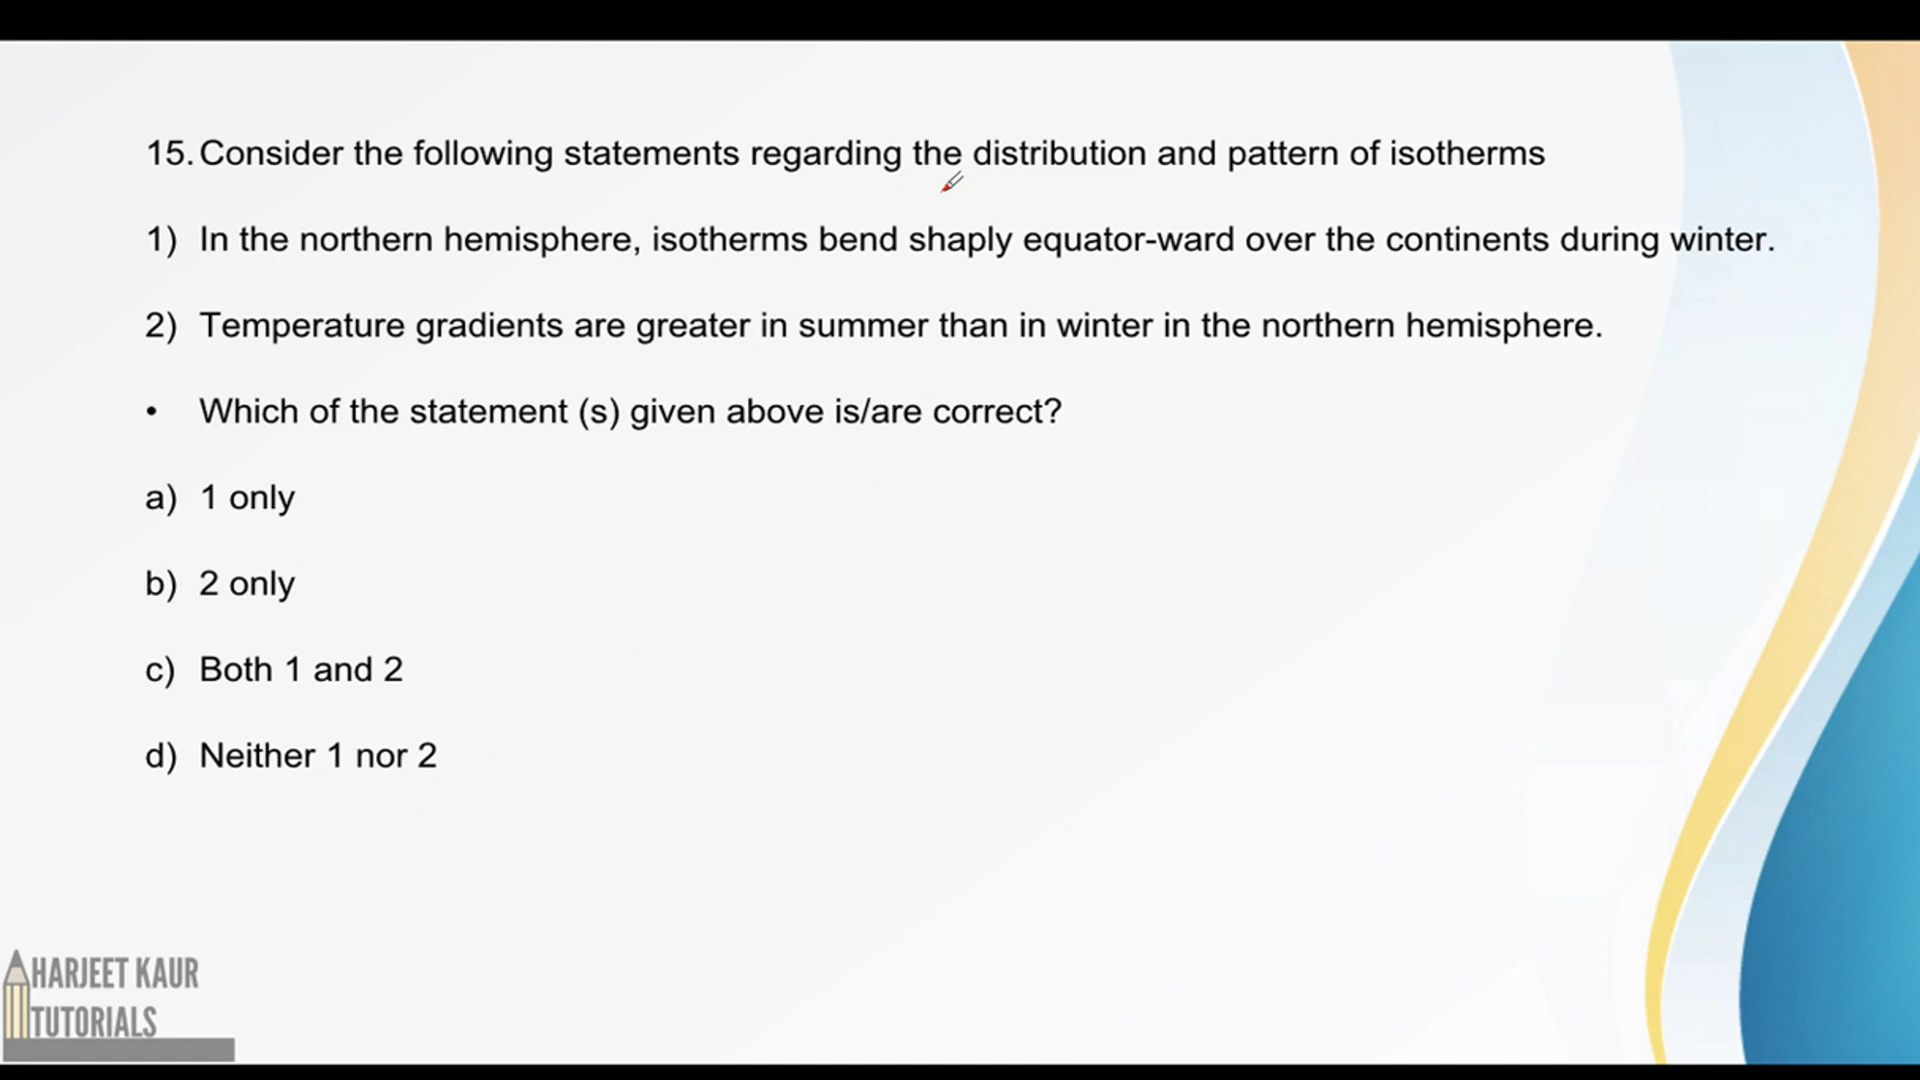 15. Consider the following statements regarding the distribution and pattern of isotherms
1) In the northern hemisphere, isotherms bend shaply equator-ward over the continents during winter.
2) Temperature gradients are greater in summer than in winter in the northern hemisphere.
• Which of the statement (s) given above is/are correct?
a) 1 only
b) 2 only
c) Both 1 and 2
d) Neither 1 nor 2
HARJEET KAUR
TUTORIALS